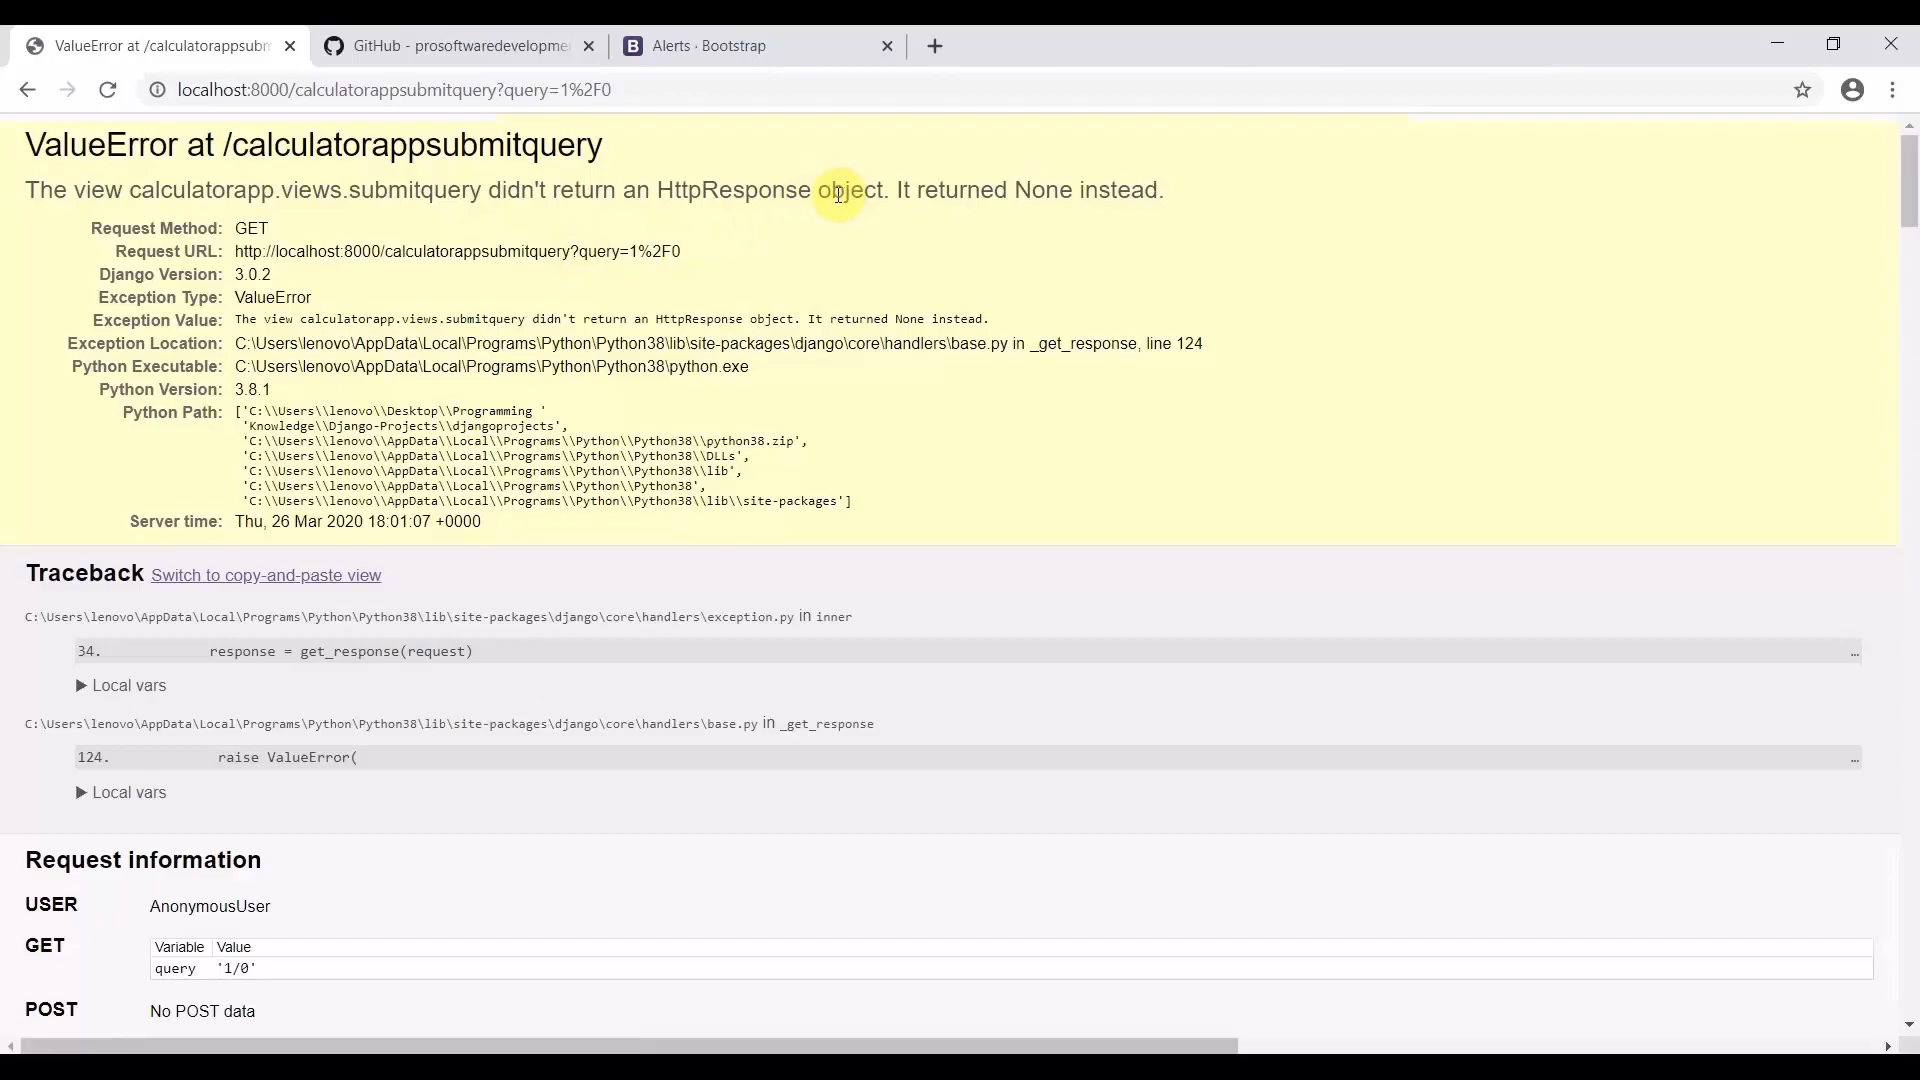 ValueError at /calculatorappsubm
GitHub - prosoftwaredevelopme
Alerts · Bootstrap
localhost:8000/calculatorappsubmitquery?query=1%2F0
ValueError at /calculatorappsubmitquery
The view calculatorapp.views.submitquery didn't return an HttpResponse object. It returned None instead.
Request Method: GET
Request URL: http://localhost:8000/calculatorappsubmitquery?query=1%2F0
Django Version: 3.0.2
Exception Type: ValueError
Exception Value: The view calculatorapp.views.submitquery didn't return an HttpResponse object. It returned None instead.
Exception Location: C:\Users\lenovo\AppData\Local\Programs\Python\Python38\lib\site-packages\django\core\handlers\base.py in _get_response, line 124
Python Executable: C:\Users\lenovo\AppData\Local\Programs\Python\Python38\python.exe
Python Version: 3.8.1
Python Path: ['C:\\Users\\lenovo\\Desktop\\Programming '
'Knowledge\\Django-Projects\\djangoprojects',
'C:\\Users\\lenovo\\AppData\\Local\\Programs\\Python\\Python38\\python38.zip',
'C:\\Users\\lenovo\\AppData\\Local\\Programs\\Python\\Python38\\DLLs',
'C:\\Users\\lenovo\\AppData\\Local\\Programs\\Python\\Python38\\lib',
'C:\\Users\\lenovo\\AppData\\Local\\Programs\\Python\\Python38',
'C:\\Users\\lenovo\\AppData\\Local\\Programs\\Python\\Python38\\lib\\site-packages']
Server time: Thu, 26 Mar 2020 18:01:07 +0000
Traceback Switch to copy-and-paste view
C:\Users\lenovo\AppData\Local\Programs\Python\Python38\lib\site-packages\django\core\handlers\exception.py in inner
34. response = get_response(request) …
▶ Local vars
C:\Users\lenovo\AppData\Local\Programs\Python\Python38\lib\site-packages\django\core\handlers\base.py in _get_response
124. raise ValueError( …
▶ Local vars
Request information
USER AnonymousUser
GET Variable Value
query '1/0'
POST No POST data